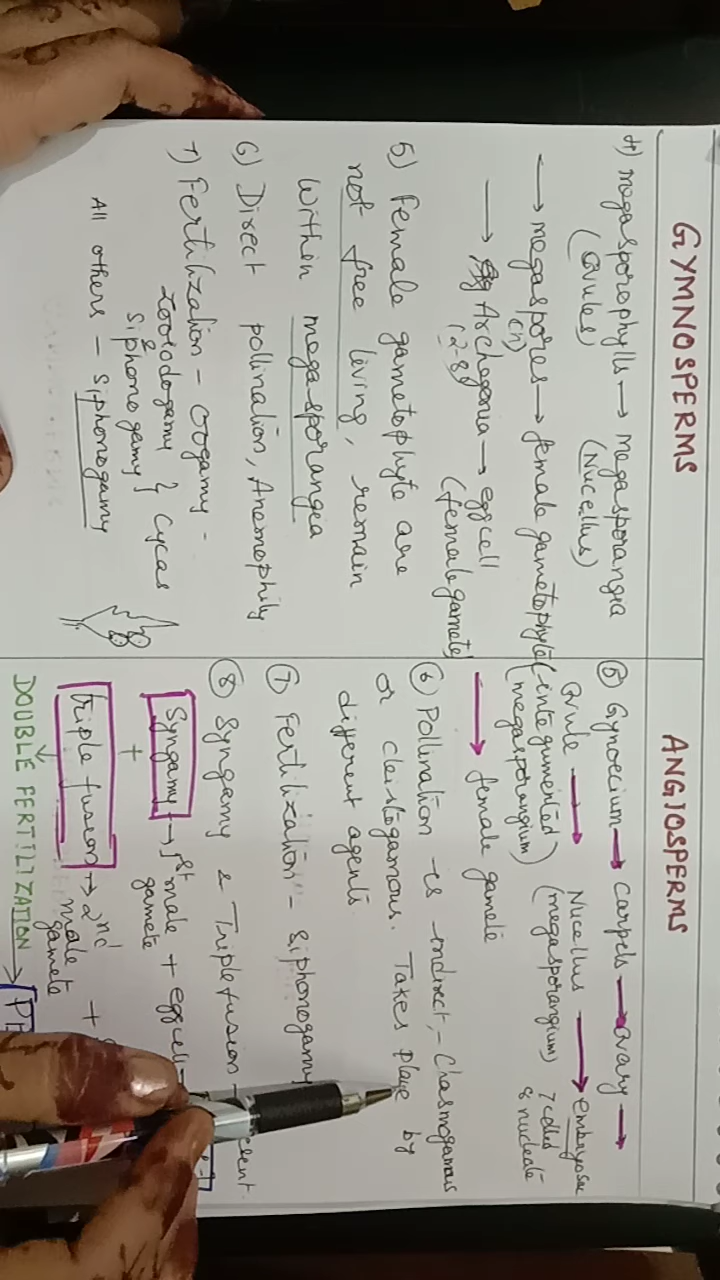 GYMNOSPERMS
4) megasporophylls → megasporangia
(ovules) (Nucellus)
→ megaspores → female gametophyte
(n)
→ Archegonia → egg cell
(2-8) (female gamete)
5) Female gametophyte are
not free living, remain
within megasporangia
6) Direct pollination, Anemophily
7) Fertilization - Oogamy -
Zooidogamy } Cycas
&
Siphonogamy
All others - Siphonogamy
ANGIOSPERMS
⑤ Gynoecium → carpels → ovary →
Ovule → Nucellus → embryosac
(-integumented) (megasporangium) 7 celled
(megasporangium) 8 nucleate
→ female gamete
⑥ Pollination is indirect, - Chasmogamous
or cleistogamous. Takes place by
different agents
⑦ Fertilization - Siphonogamy
⑧ Syngamy & Triple fusion -
Syngamy → 1st male + egg cell -
gamete
+
triple fusion → 2nd +
male
gamete
DOUBLE FERTILIZATION →